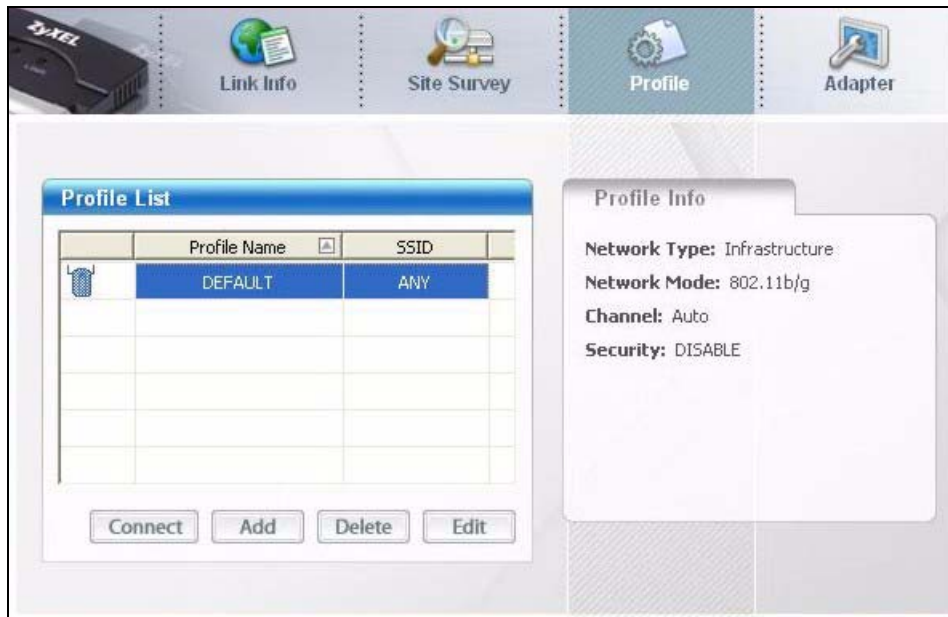 ZyXEL
Link Info
Site Survey
Profile
Adapter
Profile List
Profile Name
SSID
DEFAULT
ANY
Connect
Add
Delete
Edit
Profile Info
Network Type: Infrastructure
Network Mode: 802.11b/g
Channel: Auto
Security: DISABLE